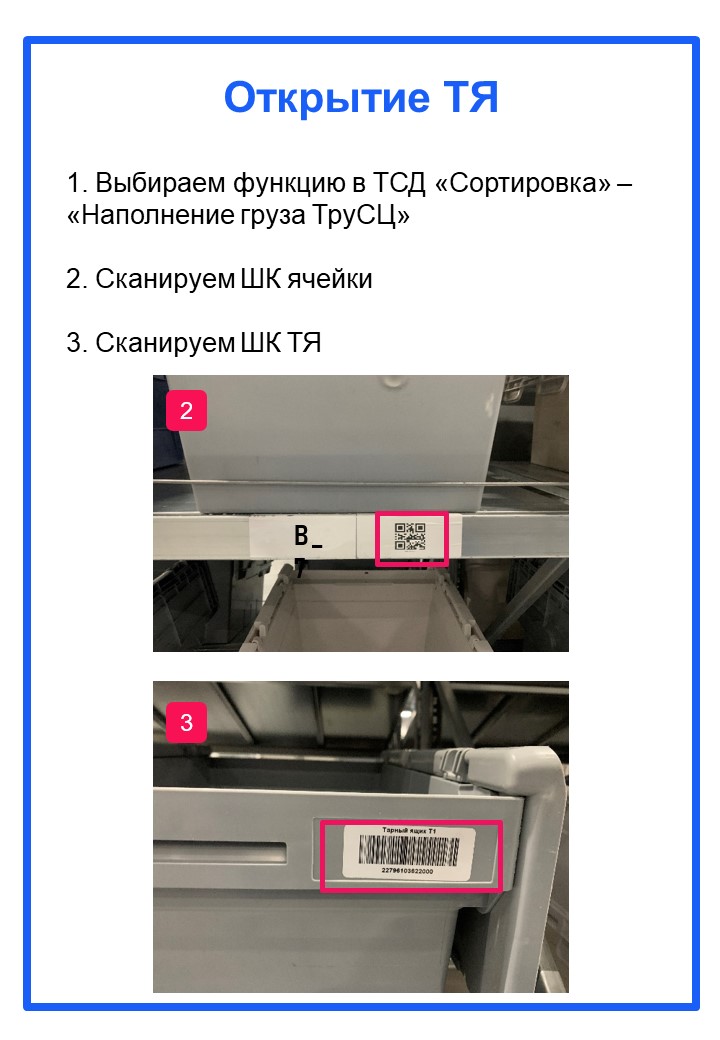 Открытие ТЯ
1. Выбираем функцию в ТСД «Сортировка» –
«Наполнение груза ТруСЦ»
2. Сканируем ШК ячейки
3. Сканируем ШК ТЯ
2
B_
7
3
Тарный ящик Т1
22796103622000